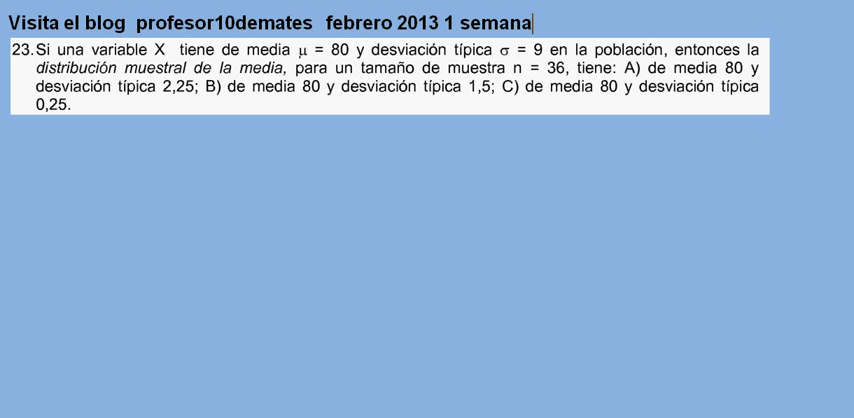 Visita el blog profesor10demates febrero 2013 1 semana
23. Si una variable X tiene de media μ = 80 y desviación típica σ = 9 en la población, entonces la
distribución muestral de la media, para un tamaño de muestra n = 36, tiene: A) de media 80 y
desviación típica 2,25; B) de media 80 y desviación típica 1,5; C) de media 80 y desviación típica
0,25.